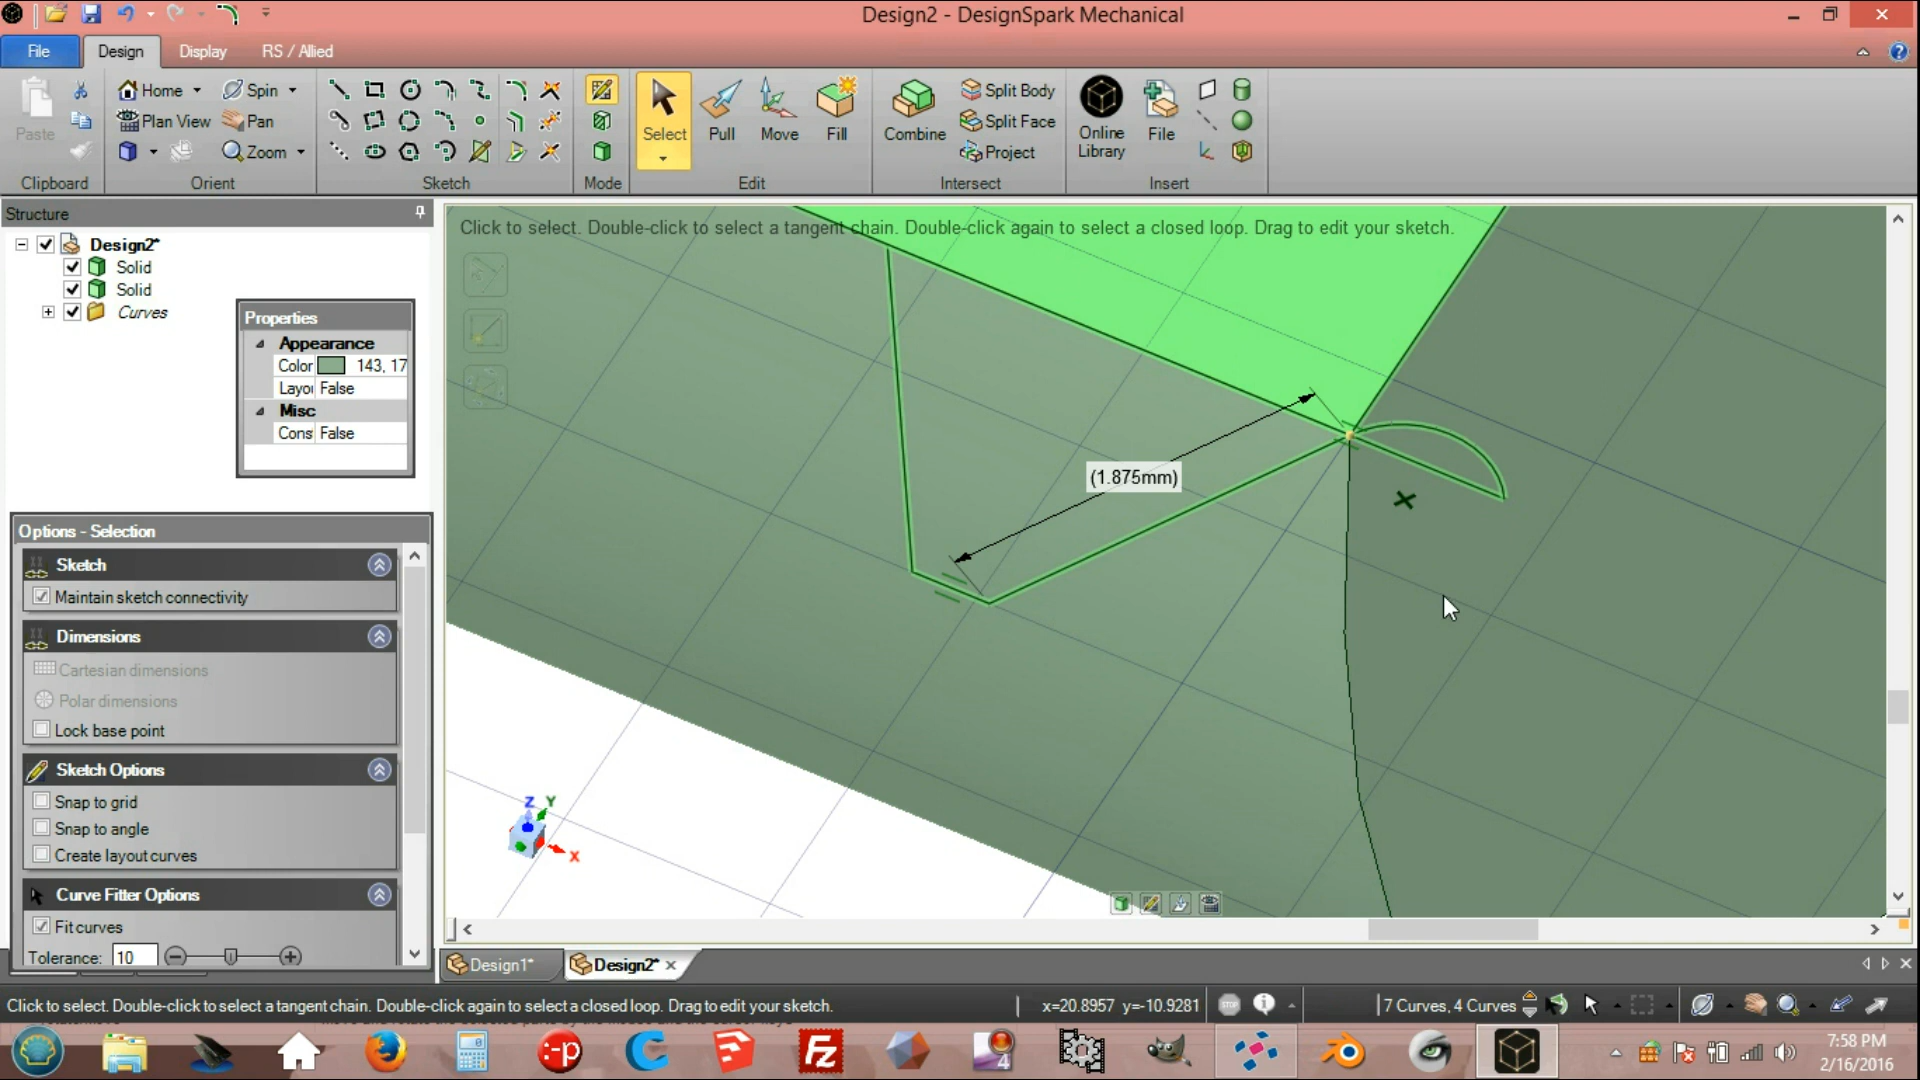 Design2 - DesignSpark Mechanical
File
Design
Display
RS / Allied
Paste
Clipboard
Home
Plan View
Spin
Pan
Zoom
Orient
Sketch
Mode
Select
Pull
Move
Fill
Edit
Combine
Split Body
Split Face
Project
Intersect
Online
Library
File
Insert
Structure
Design2*
Solid
Solid
Curves
Properties
Appearance
Color 143, 17
Layo False
Misc
Cons False
Click to select. Double-click to select a tangent chain. Double-click again to select a closed loop. Drag to edit your sketch.
(1.875mm)
Z Y
X
Options - Selection
Sketch
Maintain sketch connectivity
Dimensions
Cartesian dimensions
Polar dimensions
Lock base point
Sketch Options
Snap to grid
Snap to angle
Create layout curves
Curve Fitter Options
Fit curves
Tolerance: 10
Design1*
Design2*
Click to select. Double-click to select a tangent chain. Double-click again to select a closed loop. Drag to edit your sketch.
x=20.8957 y=-10.9281
7 Curves, 4 Curves
:-p
Fz
4
7:58 PM
2/16/2016